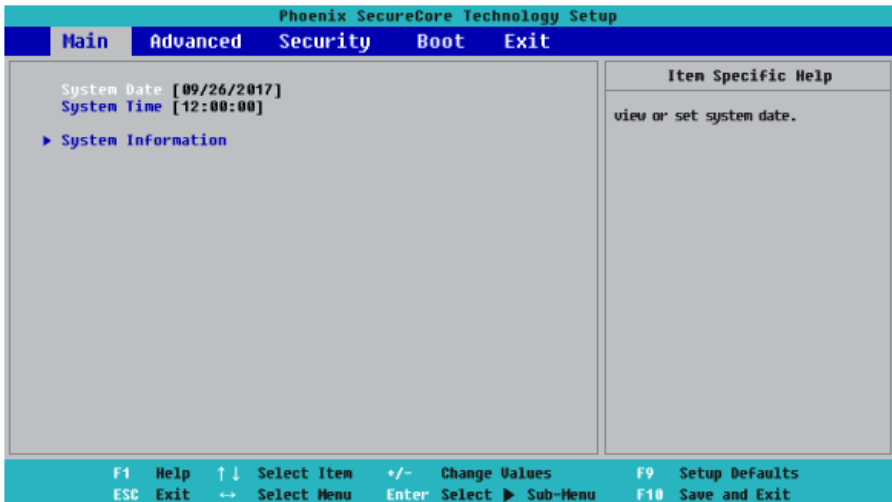 Phoenix SecureCore Technology Setup
Main Advanced Security Boot Exit
System Date [09/26/2017]
System Time [12:00:00]
▶ System Information
Item Specific Help
view or set system date.
F1 Help ↑↓ Select Item +/- Change Values F9 Setup Defaults
ESC Exit ↔ Select Menu Enter Select ▶ Sub-Menu F10 Save and Exit